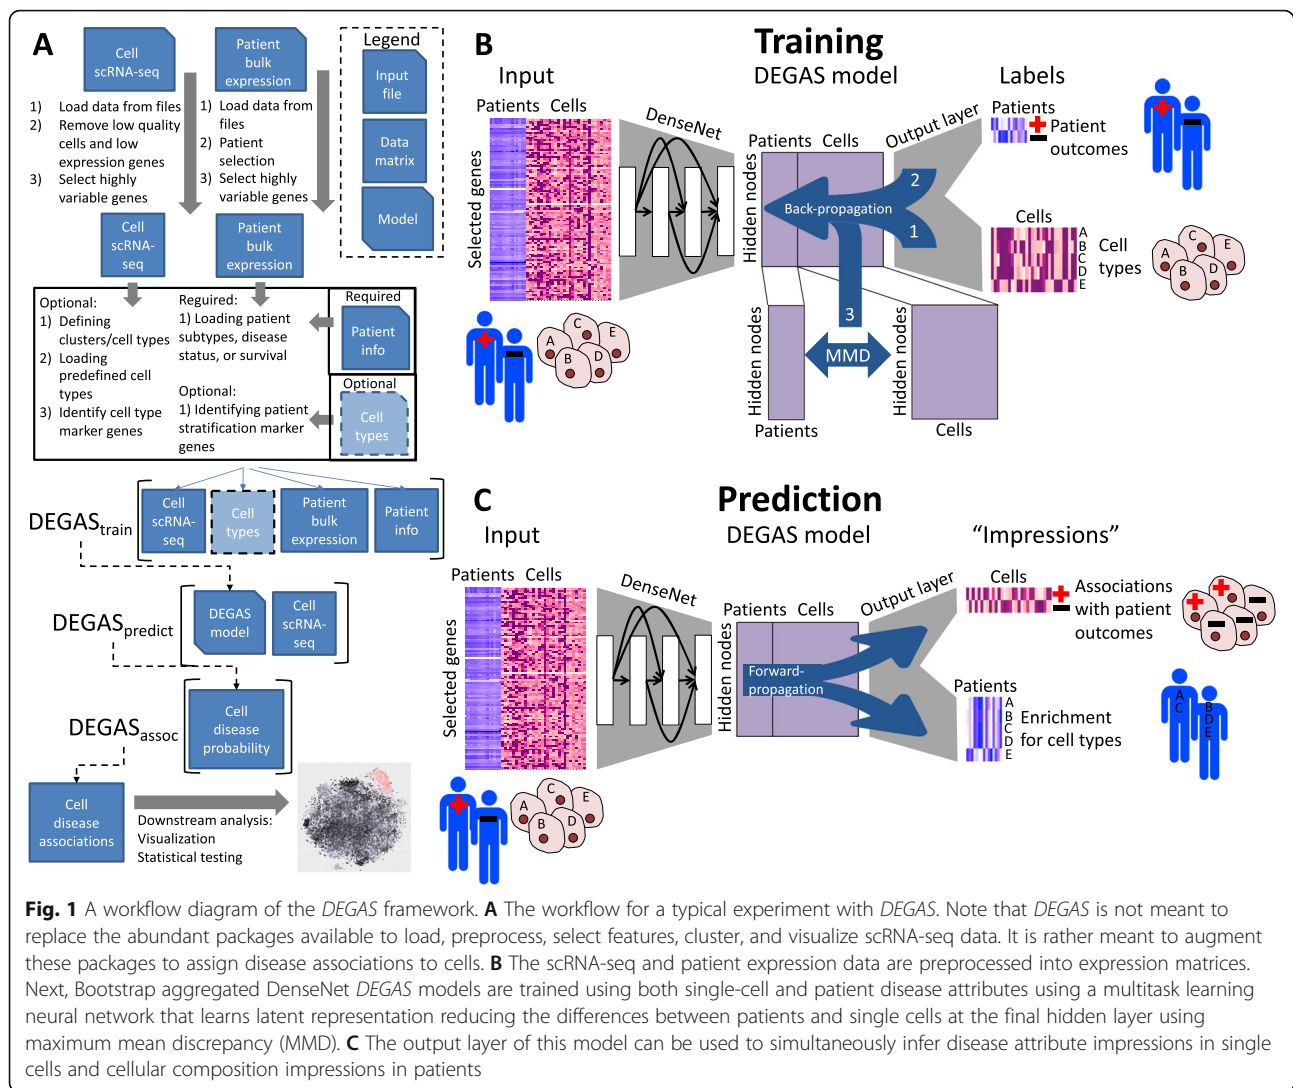 A
Cell
scRNA-seq
Patient
bulk
expression
Legend
Input
file
Data
matrix
Model
1) Load data from files
2) Remove low quality
cells and low
expression genes
3) Select highly
variable genes
1) Load data from
files
2) Patient
selection
3) Select highly
variable genes
Cell
scRNA-
seq
Patient
bulk
expression
Optional:
1) Defining
clusters/cell types
2) Loading
predefined cell
types
3) Identify cell type
marker genes
Reguired:
1) Loading patient
subtypes, disease
status, or survival
Optional:
1) Identifying patient
stratification marker
genes
Required
Patient
info
Optional
Cell
types
DEGAStrain
Cell
scRNA-
seq
Cell
types
Patient
bulk
expression
Patient
info
DEGASpredict
DEGAS
model
Cell
scRNA-
seq
DEGASassoc
Cell
disease
probability
Cell
disease
associations
Downstream analysis:
Visualization
Statistical testing
B
Training
Input
DEGAS model
Labels
Patients Cells
Selected genes
DenseNet
Patients Cells
Hidden nodes
Output layer
Back-propagation
2
1
3
MMD
Hidden nodes
Patients
Hidden nodes
Cells
Patients
Patient
outcomes
Cells
A
B
C
D
E
Cell
types
A
C
E
B
D
A
C
E
B
D
C
Prediction
Input
DEGAS model
“Impressions”
Patients Cells
Selected genes
DenseNet
Patients Cells
Hidden nodes
Output layer
Forward-
propagation
Cells
Associations
with patient
outcomes
Patients
A
B
C
D
E
Enrichment
for cell types
A
C
B
D
E
A
C
E
B
D
Fig. 1 A workflow diagram of the DEGAS framework. A The workflow for a typical experiment with DEGAS. Note that DEGAS is not meant to
replace the abundant packages available to load, preprocess, select features, cluster, and visualize scRNA-seq data. It is rather meant to augment
these packages to assign disease associations to cells. B The scRNA-seq and patient expression data are preprocessed into expression matrices.
Next, Bootstrap aggregated DenseNet DEGAS models are trained using both single-cell and patient disease attributes using a multitask learning
neural network that learns latent representation reducing the differences between patients and single cells at the final hidden layer using
maximum mean discrepancy (MMD). C The output layer of this model can be used to simultaneously infer disease attribute impressions in single
cells and cellular composition impressions in patients